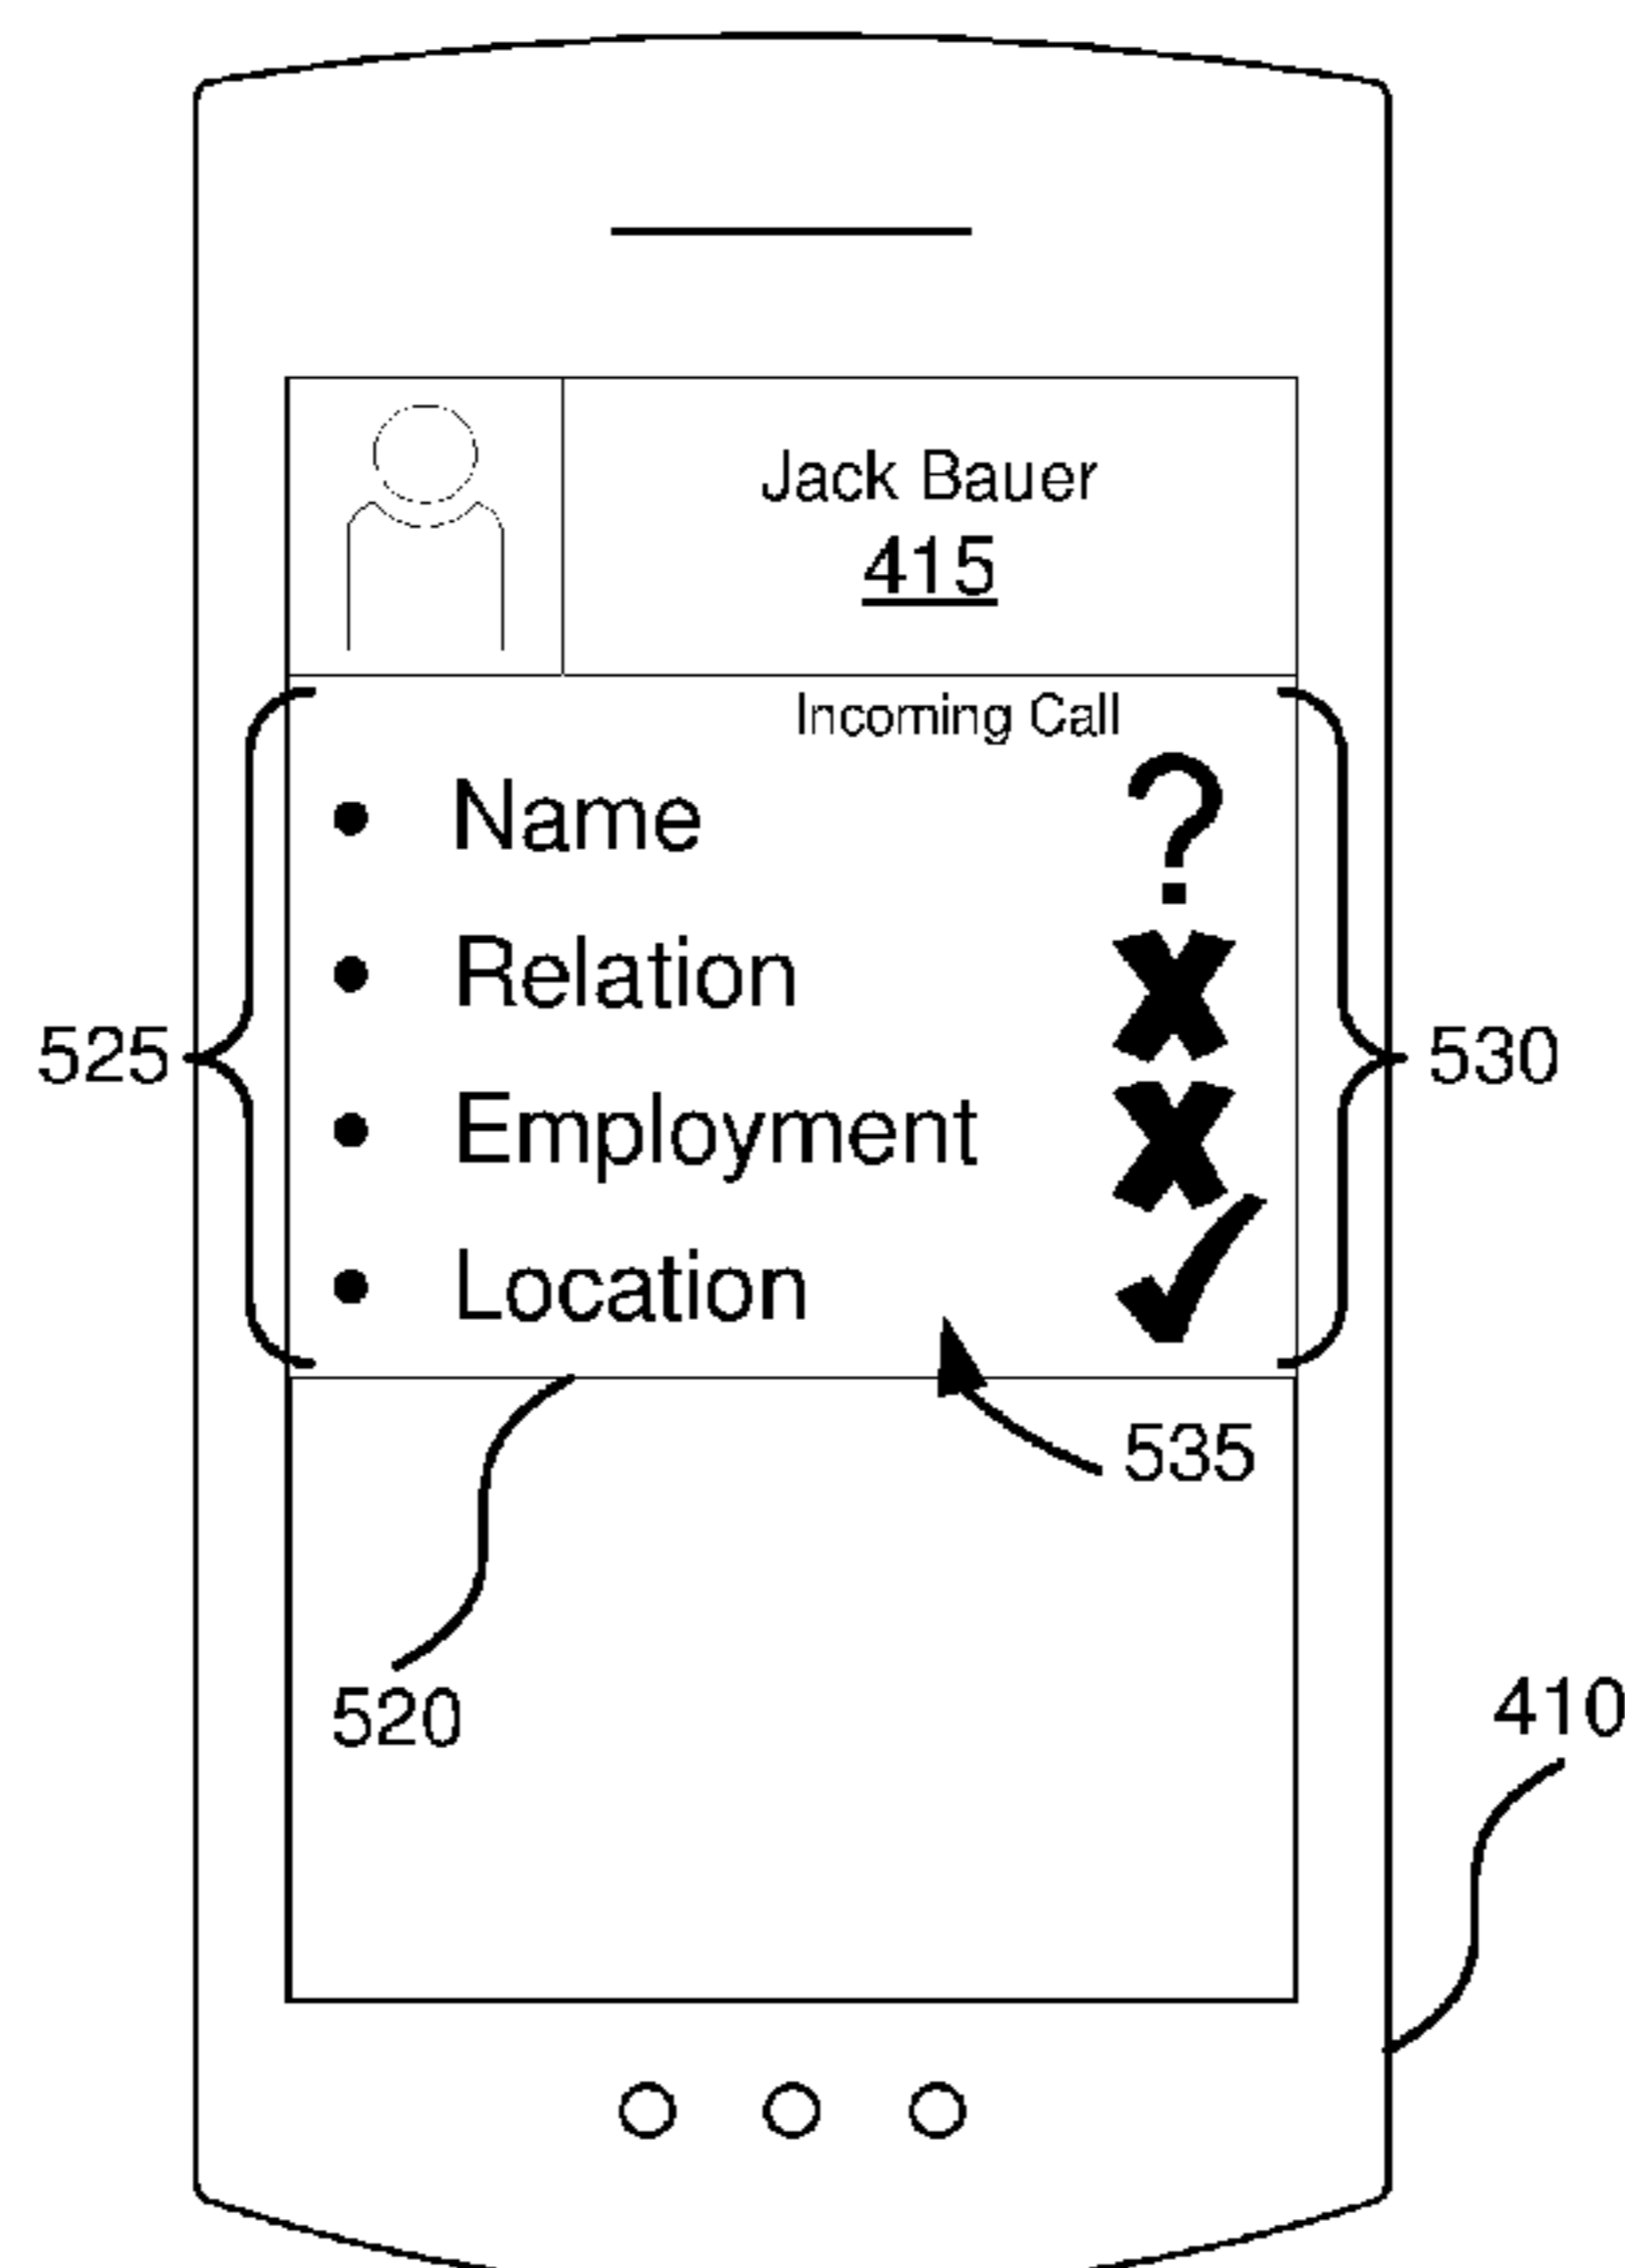 Jack Bauer
415
Incoming Call
• Name ?
• Relation ✗
• Employment ✗
• Location ✓
525
530
535
520
410